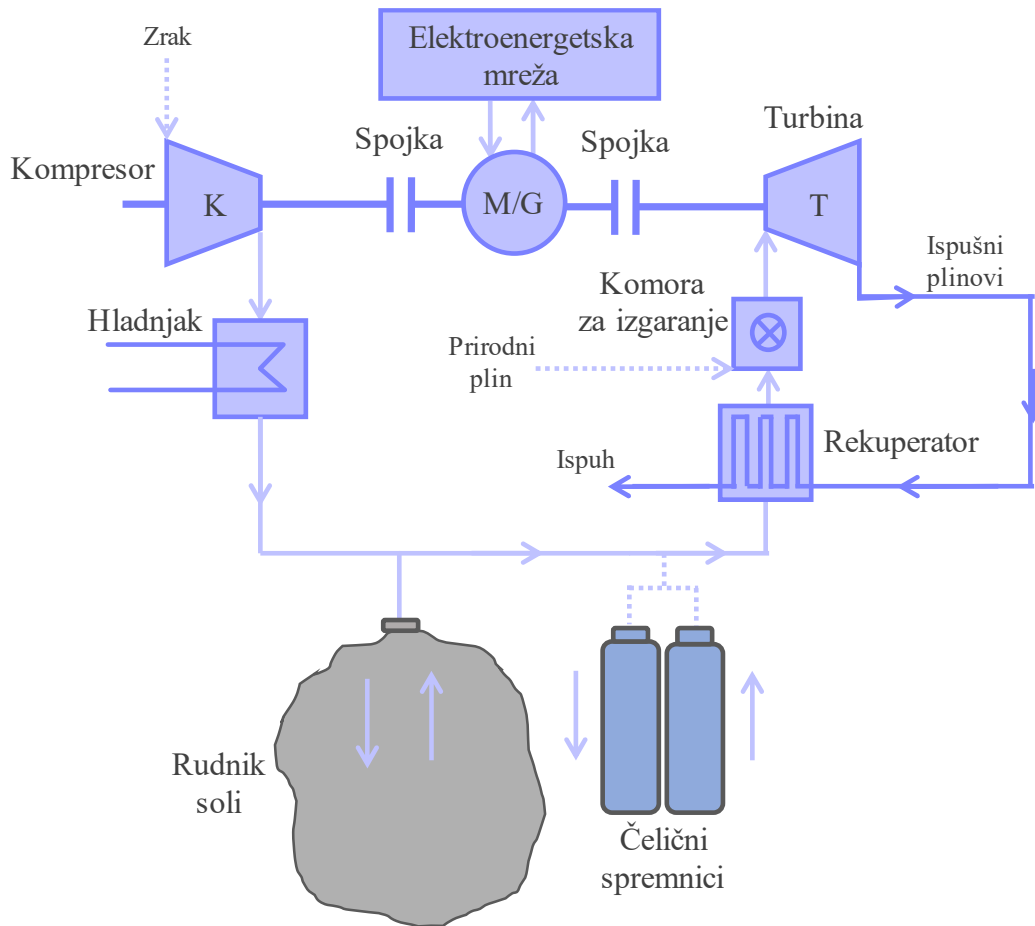 Zrak
Elektroenergetska
mreža
Spojka
Spojka
Turbina
Kompresor
K
M/G
T
Ispušni
plinovi
Hladnjak
Komora
za izgaranje
Prirodni
plin
Rekuperator
Ispuh
Rudnik
soli
Čelični
spremnici